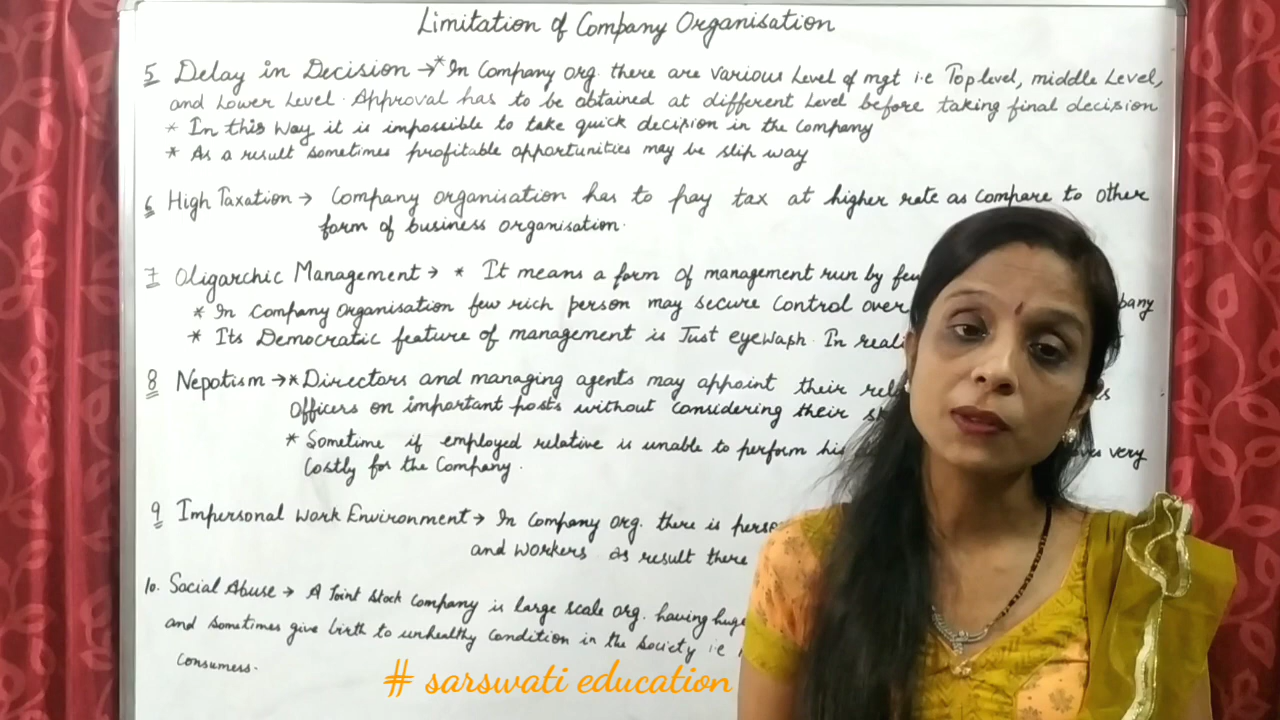 Limitation of Company Organisation
5 Delay in Decision → * In Company org. there are various Level of mgt i.e Top level, middle Level,
and Lower Level. Approval has to be obtained at different Level before taking final decision
* In this way it is impossible to take quick decision in the Company
* As a result sometimes profitable opportunities may be slip way
6 High Taxation → Company organisation has to pay tax at higher rate as compare to other
form of business organisation.
7 Oligarchic Management → * It means a form of management run by few
* In Company Organisation few rich person may secure control over
* Its Democratic feature of management is Just eyewash. In
8 Nepotism → * Directors and managing agents may appoint their
Officers on important posts without considering their
* Sometime if employed relative is unable to perform his very
Costly for the Company.
9 Impersonal Work Environment → In Company org. there is
and workers as result there
10. Social Abuse → A Joint Stock Company is large scale org. having huge
and sometimes give birth to unhealthy condition in the society i.e
Consumers.
# sarswati education